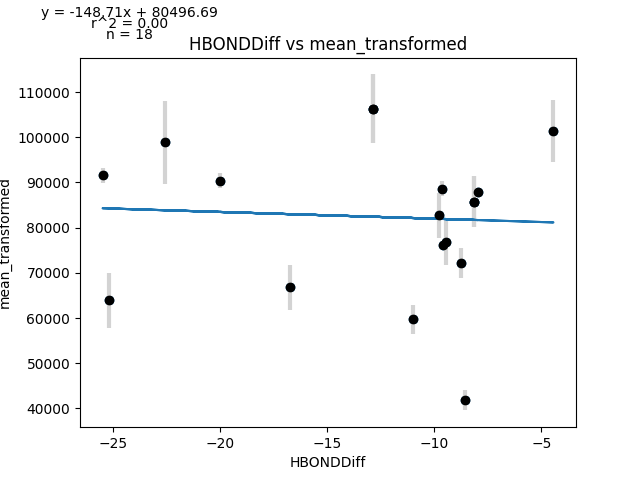 y = -148.71x + 80496.69
r^2 = 0.00
n = 18
HBONDDiff vs mean_transformed
110000
100000
90000
80000
70000
60000
50000
40000
mean_transformed
−25
−20
−15
−10
−5
HBONDDiff